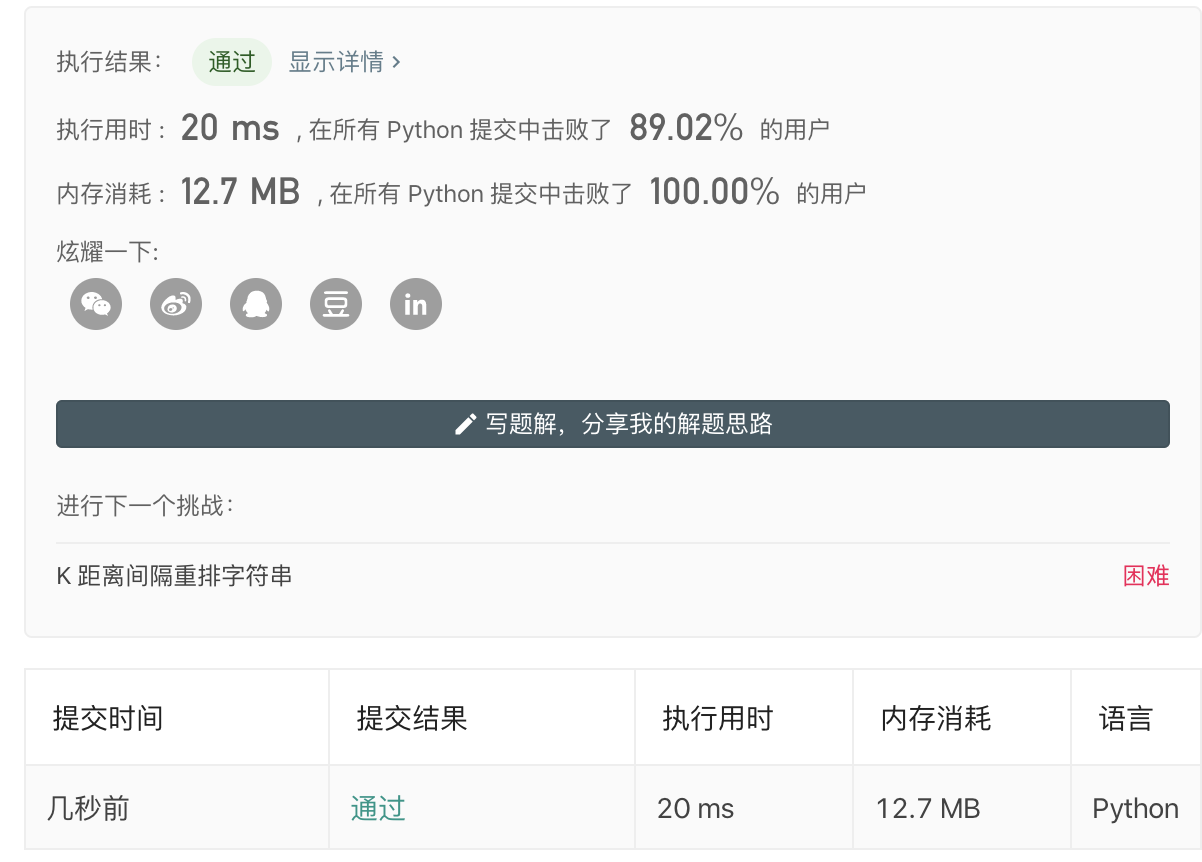 执行结果： 通过 显示详情 ›
执行用时 : 20 ms , 在所有 Python 提交中击败了 89.02% 的用户
内存消耗 : 12.7 MB , 在所有 Python 提交中击败了 100.00% 的用户
炫耀一下:
豆 in
写题解，分享我的解题思路
进行下一个挑战：
K 距离间隔重排字符串 困难
提交时间 提交结果 执行用时 内存消耗 语言
几秒前 通过 20 ms 12.7 MB Python